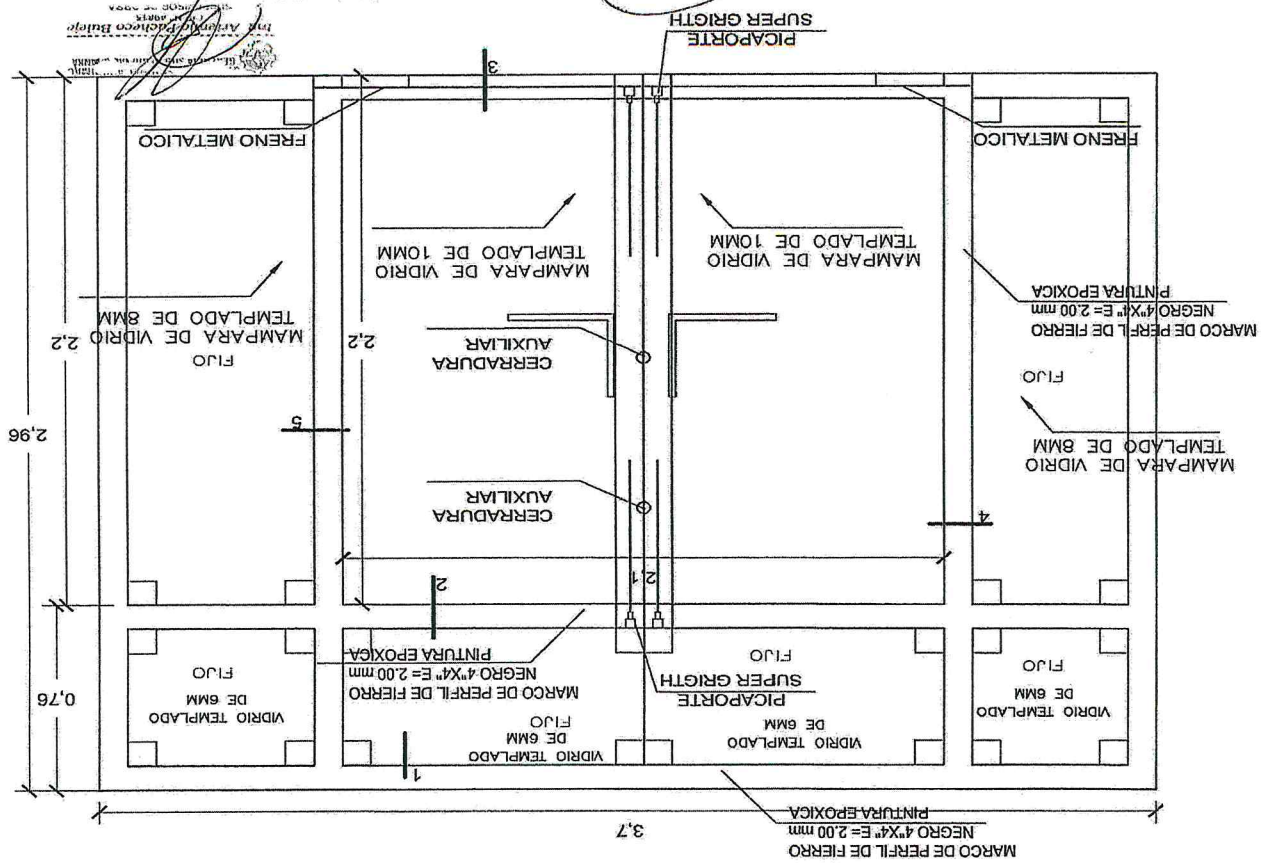 MARCO DE PERFIL DE FIERRO
NEGRO 4"X4" E= 2.00 mm
PINTURA EPOXICA
3,7
VIDRIO TEMPLADO
DE 6MM
FIJO
VIDRIO TEMPLADO
DE 6MM
FIJO
VIDRIO TEMPLADO
DE 6MM
FIJO
VIDRIO TEMPLADO
DE 6MM
FIJO
1
0,76
PICAPORTE
SUPER GRIGTH
MARCO DE PERFIL DE FIERRO
NEGRO 4"X4" E= 2.00 mm
PINTURA EPOXICA
2
2,1
4
CERRADURA
AUXILIAR
MAMPARA DE VIDRIO
TEMPLADO DE 8MM
FIJO
5
2,96
CERRADURA
AUXILIAR
MARCO DE PERFIL DE FIERRO
NEGRO 4"X4" E= 2.00 mm
PINTURA EPOXICA
FIJO
MAMPARA DE VIDRIO
TEMPLADO DE 8MM
2,2
2,2
MAMPARA DE VIDRIO
TEMPLADO DE 10MM
MAMPARA DE VIDRIO
TEMPLADO DE 10MM
FRENO METALICO
FRENO METALICO
3
PICAPORTE
SUPER GRIGTH
Pacheco Buleje